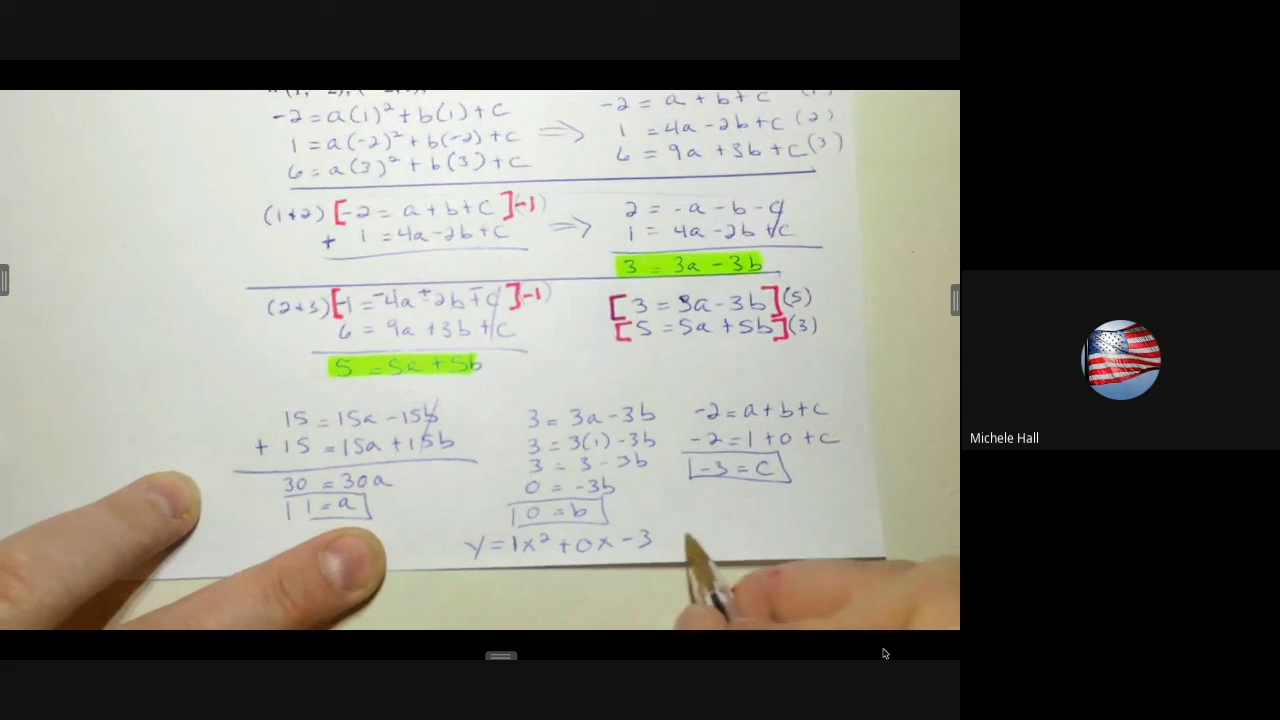 -2 = a(1)² + b(1) + c
1 = a(-2)² + b(-2) + c
6 = a(3)² + b(3) + c
⇒
-2 = a + b + c
1 = 4a - 2b + c (2)
6 = 9a + 3b + c (3)
(1+2) [-2 = a + b + c](-1)
+ 1 = 4a - 2b + c
⇒
2 = -a - b - c
1 = 4a - 2b + c
3 = 3a - 3b
(2+3) [-1 = -4a + 2b - c](-1)
6 = 9a + 3b + c
5 = 5a + 5b
[3 = 3a - 3b](5)
[5 = 5a + 5b](3)
15 = 15a - 15b
+ 15 = 15a + 15b
30 = 30a
1 = a
3 = 3a - 3b
3 = 3(1) - 3b
3 = 3 - 3b
0 = -3b
0 = b
-2 = a + b + c
-2 = 1 + 0 + c
-3 = c
y = 1x² + 0x - 3
Michele Hall